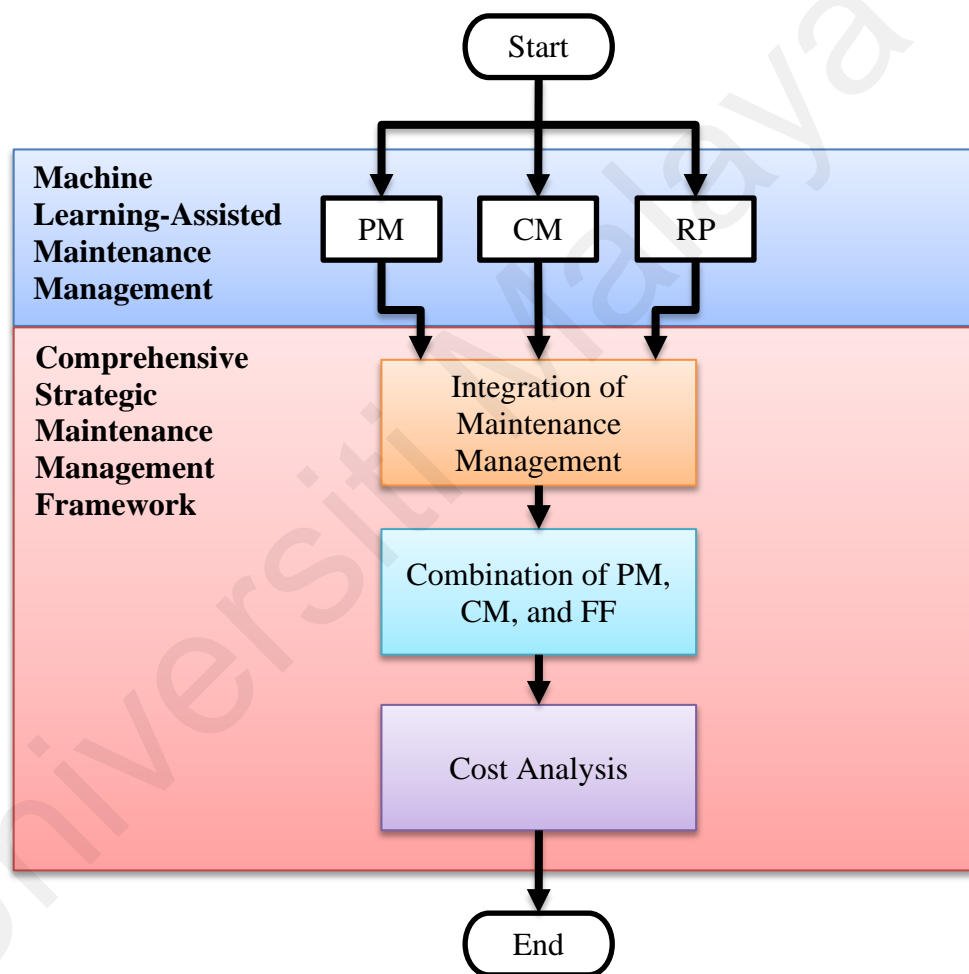 Start
Machine
Learning-Assisted
Maintenance
Management
PM
CM
RP
Comprehensive
Strategic
Maintenance
Management
Framework
Integration of
Maintenance
Management
Combination of PM,
CM, and FF
Cost Analysis
End
Universiti Malaya